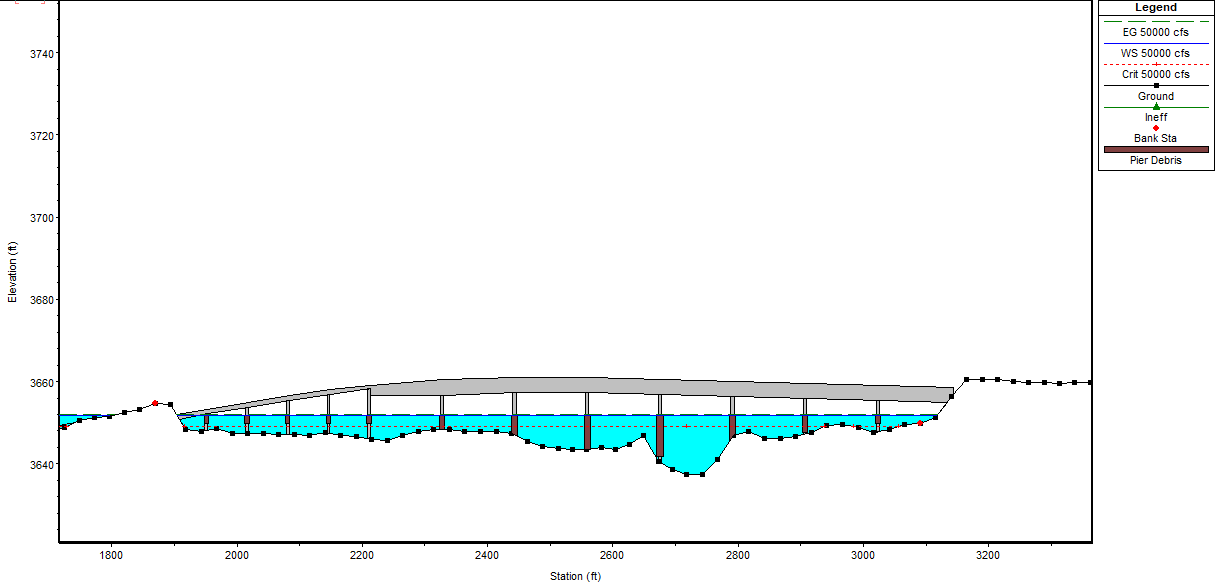 Legend
EG 50000 cfs
WS 50000 cfs
Crit 50000 cfs
Ground
Ineff
Bank Sta
Pier Debris
3740
3720
3700
3680
3660
3640
Elevation (ft)
1800 2000 2200 2400 2600 2800 3000 3200
Station (ft)